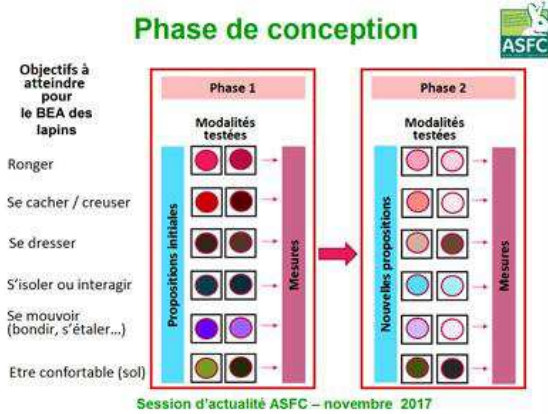 Phase de conception
ASFC
Objectifs à
atteindre
pour
le BEA des
lapins
Phase 1
Phase 2
Modalités
testées
Modalités
testées
Ronger
Se cacher / creuser
Se dresser
S'isoler ou interagir
Se mouvoir
(bondir, s'étaler...)
Etre confortable (sol)
Propositions initiales
Mesures
Nouvelles propositions
Mesures
Session d'actualité ASFC – novembre 2017